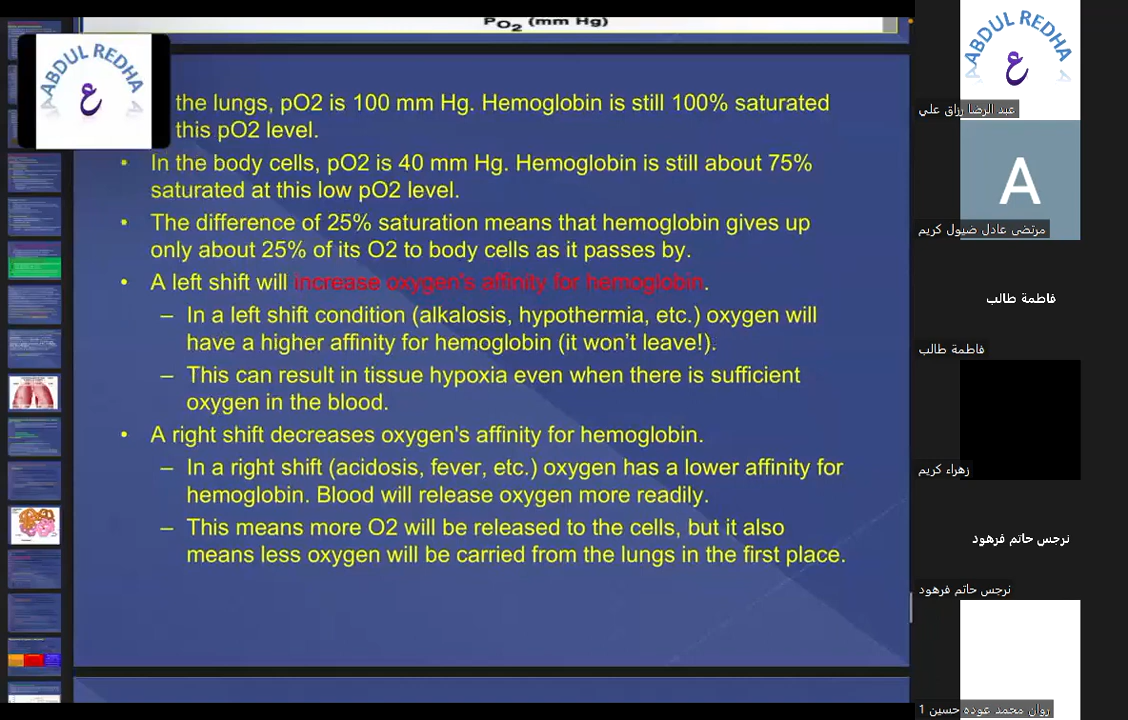 PO2 (mm Hg)
ABDUL REDHA
ع
the lungs, pO2 is 100 mm Hg. Hemoglobin is still 100% saturated
this pO2 level.
• In the body cells, pO2 is 40 mm Hg. Hemoglobin is still about 75%
saturated at this low pO2 level.
• The difference of 25% saturation means that hemoglobin gives up
only about 25% of its O2 to body cells as it passes by.
• A left shift will increase oxygen's affinity for hemoglobin.
– In a left shift condition (alkalosis, hypothermia, etc.) oxygen will
have a higher affinity for hemoglobin (it won't leave!).
– This can result in tissue hypoxia even when there is sufficient
oxygen in the blood.
• A right shift decreases oxygen's affinity for hemoglobin.
– In a right shift (acidosis, fever, etc.) oxygen has a lower affinity for
hemoglobin. Blood will release oxygen more readily.
– This means more O2 will be released to the cells, but it also
means less oxygen will be carried from the lungs in the first place.
ABDUL REDHA
ع
عبد الرضا رزاق علي
A
مرتضى عادل ضيول كريم
فاطمة طالب
فاطمة طالب
زهراء كريم
نرجس حاتم فرهود
نرجس حاتم فرهود
روان محمد عوده حسين 1